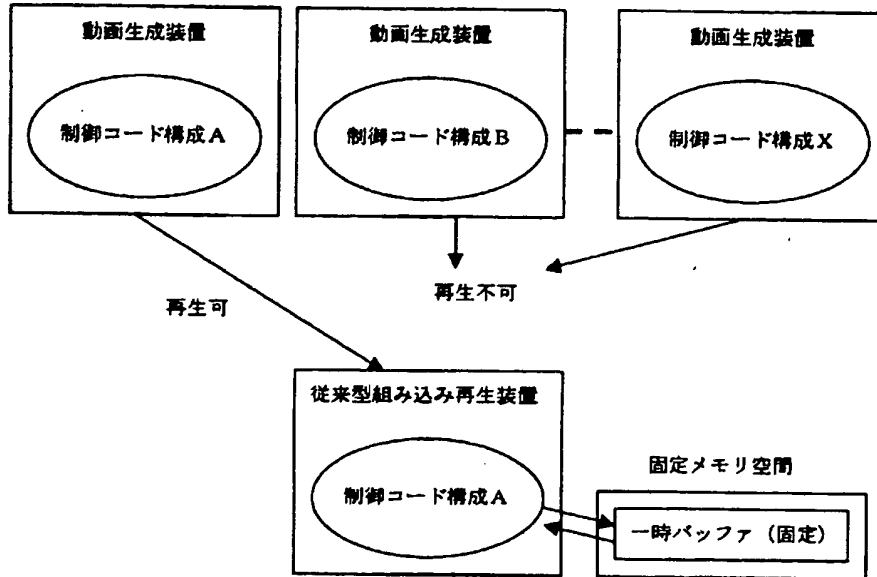 動画生成装置
動画生成装置
動画生成装置
制御コード構成A
制御コード構成B
制御コード構成X
再生可
再生不可
従来型組み込み再生装置
制御コード構成A
固定メモリ空間
一時バッファ（固定）